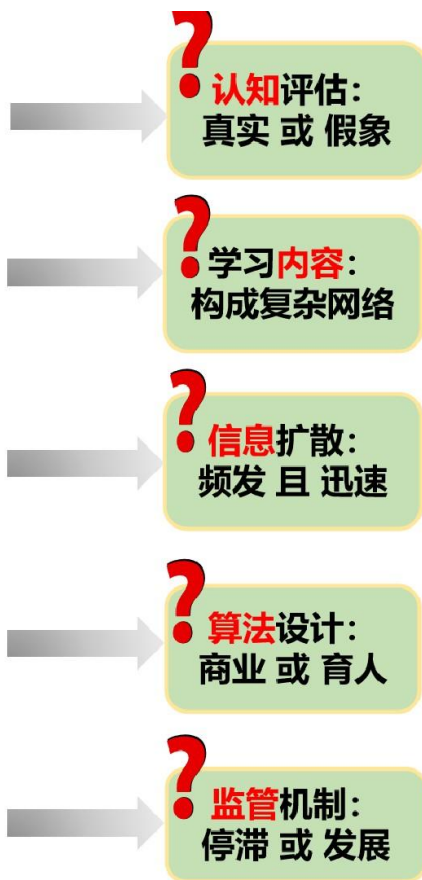 ?
认知评估：
真实 或 假象
?
学习内容：
构成复杂网络
?
信息扩散：
频发 且 迅速
?
算法设计：
商业 或 育人
?
监管机制：
停滞 或 发展